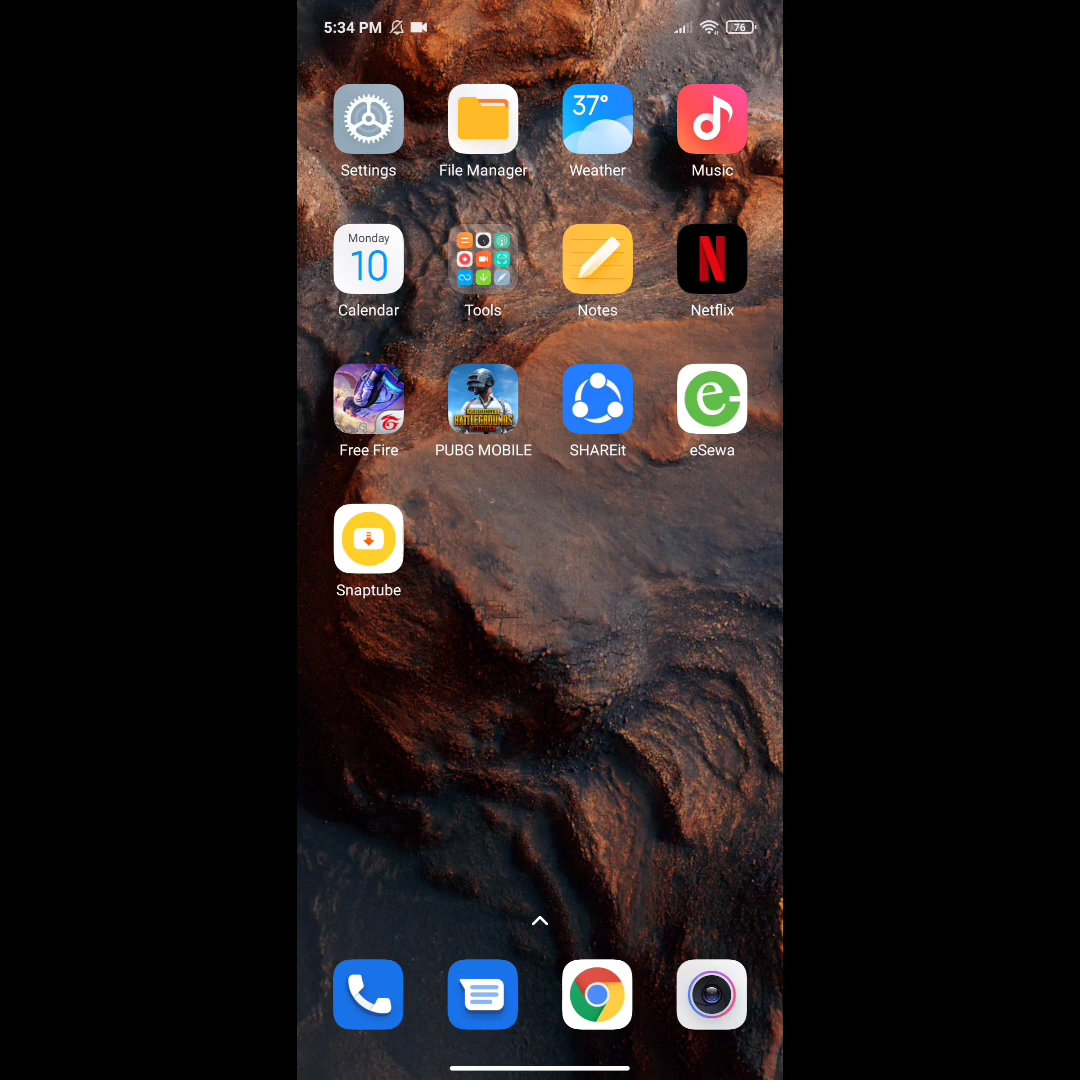 5:34 PM 76
37°
Settings File Manager Weather Music
Monday
10
Calendar Tools Notes Netflix
BATTLEGROUNDS
Free Fire PUBG MOBILE SHAREit eSewa
Snaptube